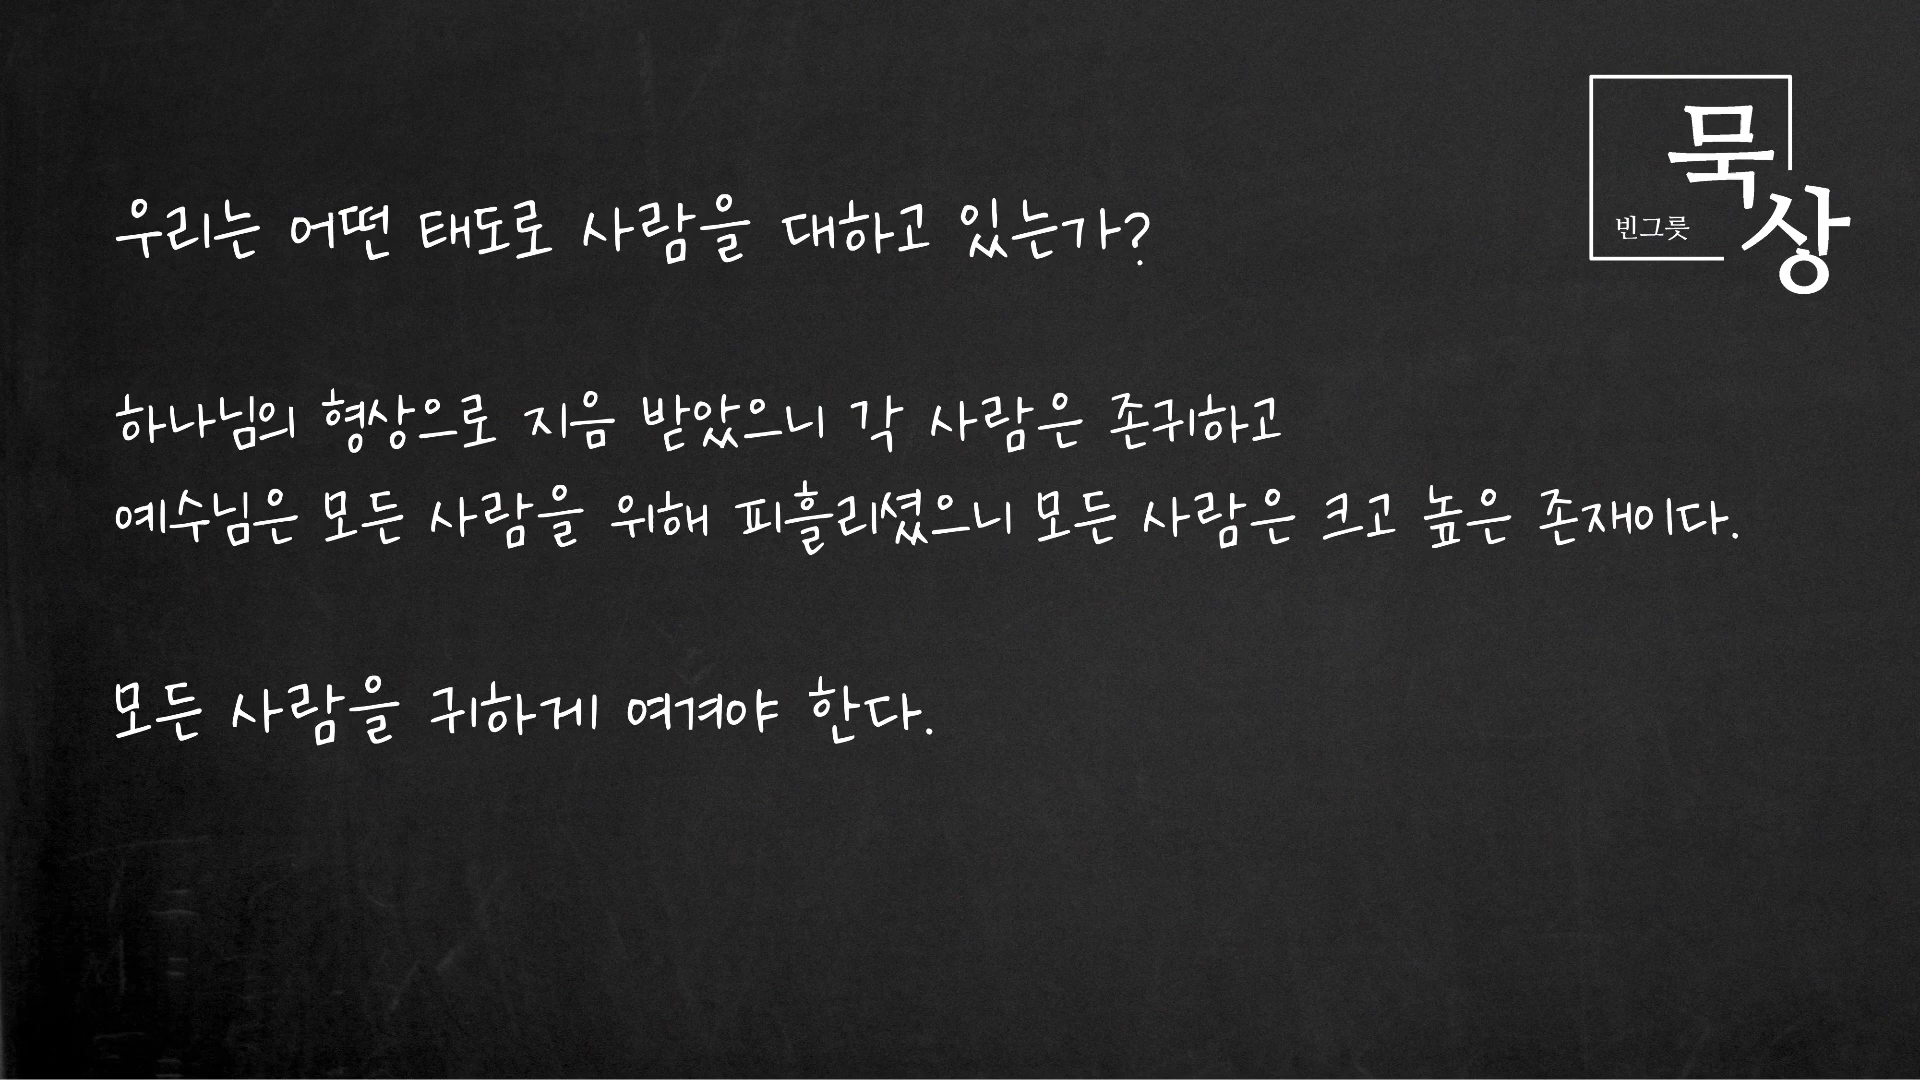 묵상
빈그릇
우리는 어떤 태도로 사람을 대하고 있는가?
하나님의 형상으로 지음 받았으니 각 사람은 존귀하고
예수님은 모든 사람을 위해 피흘리셨으니 모든 사람은 크고 높은 존재이다.
모든 사람을 귀하게 여겨야 한다.